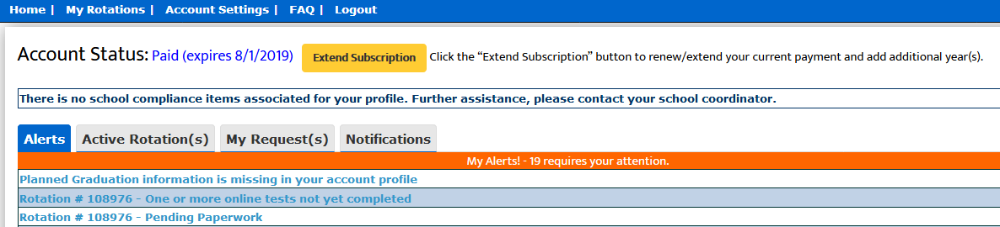 Home | My Rotations | Account Settings | FAQ | Logout
Account Status: Paid (expires 8/1/2019) Extend Subscription Click the “Extend Subscription” button to renew/extend your current payment and add additional year(s).
There is no school compliance items associated for your profile. Further assistance, please contact your school coordinator.
Alerts Active Rotation(s) My Request(s) Notifications
My Alerts! - 19 requires your attention.
Planned Graduation information is missing in your account profile
Rotation # 108976 - One or more online tests not yet completed
Rotation # 108976 - Pending Paperwork